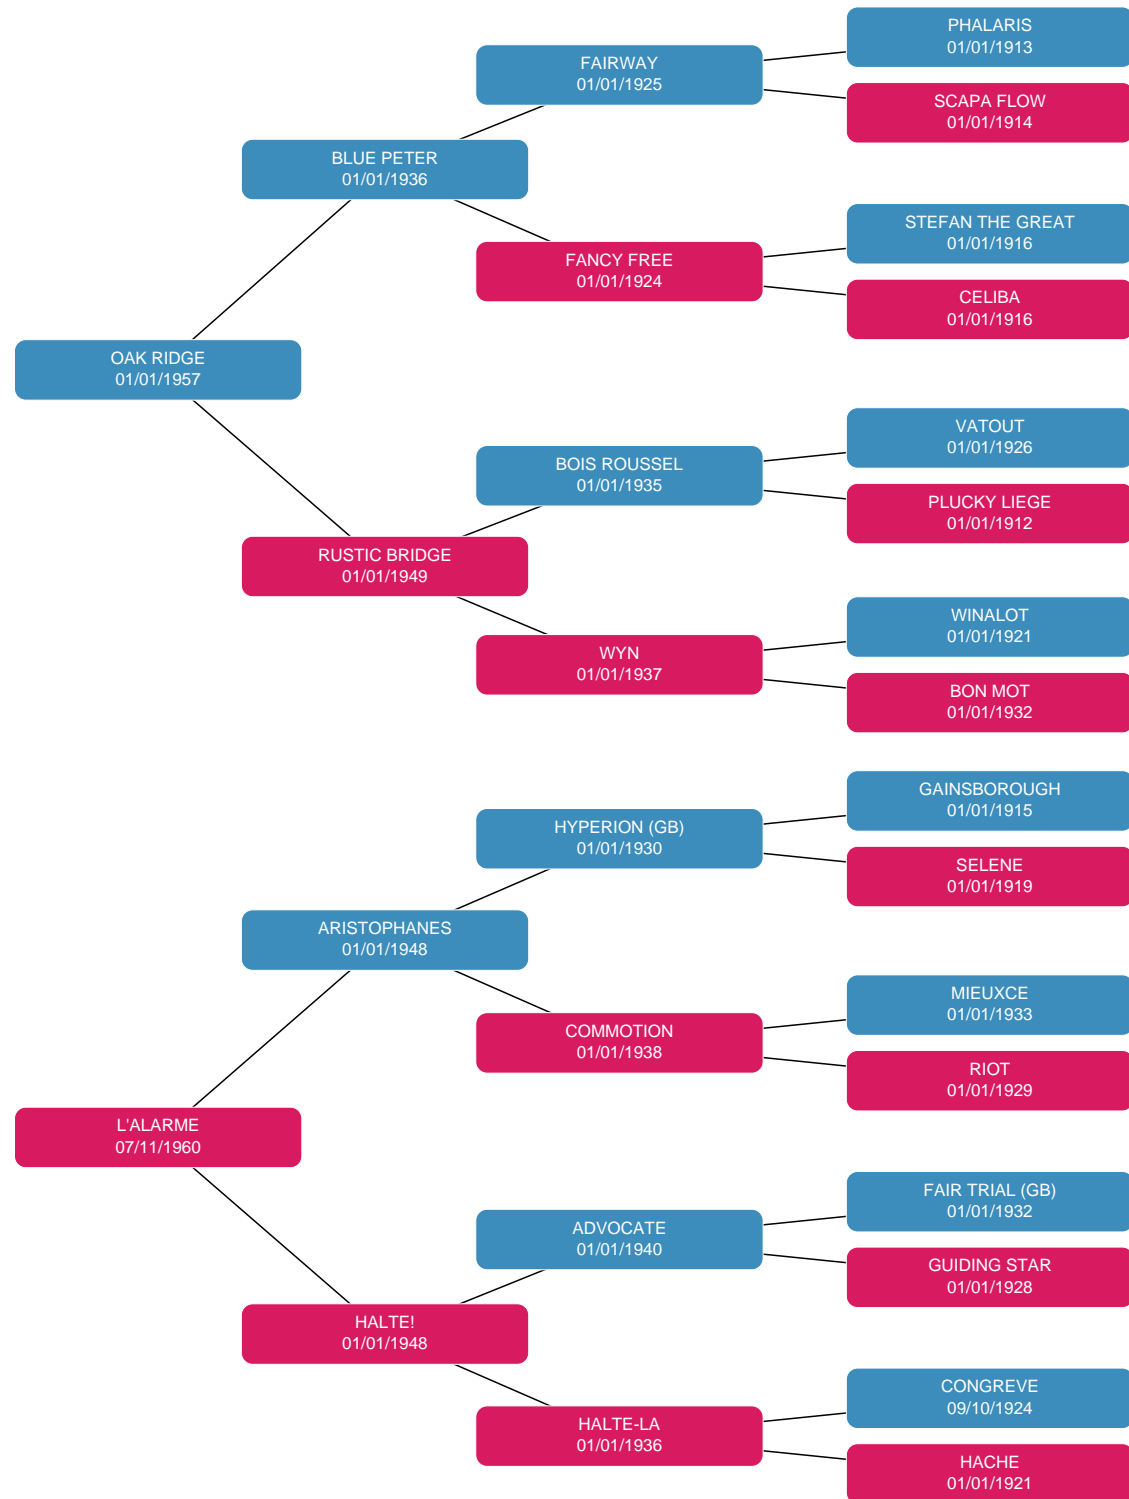 PHALARIS
01/01/1913
FAIRWAY
01/01/1925
SCAPA FLOW
01/01/1914
BLUE PETER
01/01/1936
STEFAN THE GREAT
01/01/1916
FANCY FREE
01/01/1924
CELIBA
01/01/1916
OAK RIDGE
01/01/1957
VATOUT
01/01/1926
BOIS ROUSSEL
01/01/1935
PLUCKY LIEGE
01/01/1912
RUSTIC BRIDGE
01/01/1949
WINALOT
01/01/1921
WYN
01/01/1937
BON MOT
01/01/1932
GAINSBOROUGH
01/01/1915
HYPERION (GB)
01/01/1930
SELENE
01/01/1919
ARISTOPHANES
01/01/1948
MIEUXCE
01/01/1933
COMMOTION
01/01/1938
RIOT
01/01/1929
L'ALARME
07/11/1960
FAIR TRIAL (GB)
01/01/1932
ADVOCATE
01/01/1940
GUIDING STAR
01/01/1928
HALTE!
01/01/1948
CONGREVE
09/10/1924
HALTE-LA
01/01/1936
HACHE
01/01/1921